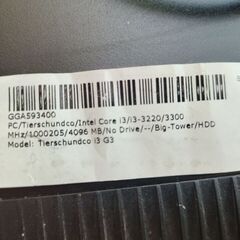 GGA593400
PC/Tierschundco/Intel Core i3/i3-3220/3300
MHz/1000205/4096 MB/No Drive/--/Big-Tower/HDD
Model: Tierschundco i3 G3